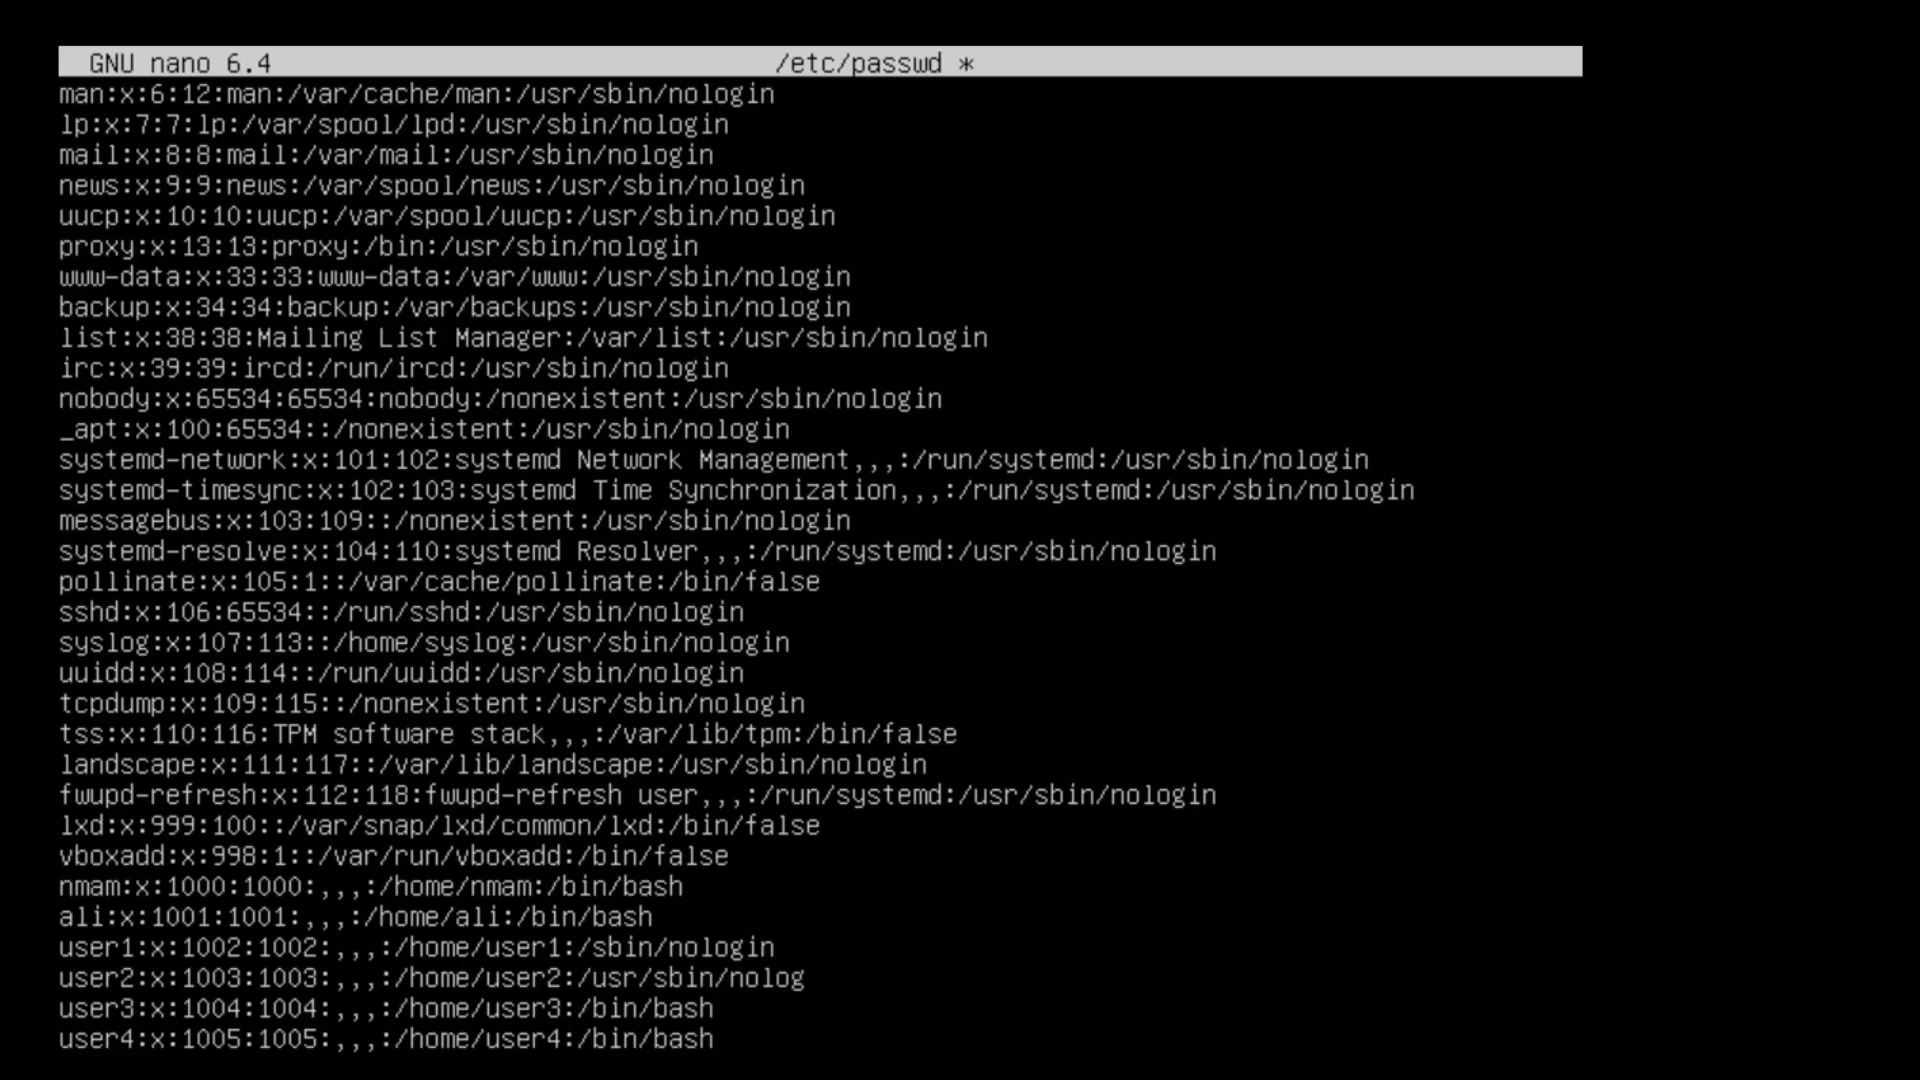 GNU nano 6.4 /etc/passwd *
man:x:6:12:man:/var/cache/man:/usr/sbin/nologin
lp:x:7:7:lp:/var/spool/lpd:/usr/sbin/nologin
mail:x:8:8:mail:/var/mail:/usr/sbin/nologin
news:x:9:9:news:/var/spool/news:/usr/sbin/nologin
uucp:x:10:10:uucp:/var/spool/uucp:/usr/sbin/nologin
proxy:x:13:13:proxy:/bin:/usr/sbin/nologin
www-data:x:33:33:www-data:/var/www:/usr/sbin/nologin
backup:x:34:34:backup:/var/backups:/usr/sbin/nologin
list:x:38:38:Mailing List Manager:/var/list:/usr/sbin/nologin
irc:x:39:39:ircd:/run/ircd:/usr/sbin/nologin
nobody:x:65534:65534:nobody:/nonexistent:/usr/sbin/nologin
_apt:x:100:65534::/nonexistent:/usr/sbin/nologin
systemd-network:x:101:102:systemd Network Management,,,:/run/systemd:/usr/sbin/nologin
systemd-timesync:x:102:103:systemd Time Synchronization,,,:/run/systemd:/usr/sbin/nologin
messagebus:x:103:109::/nonexistent:/usr/sbin/nologin
systemd-resolve:x:104:110:systemd Resolver,,,:/run/systemd:/usr/sbin/nologin
pollinate:x:105:1::/var/cache/pollinate:/bin/false
sshd:x:106:65534::/run/sshd:/usr/sbin/nologin
syslog:x:107:113::/home/syslog:/usr/sbin/nologin
uuidd:x:108:114::/run/uuidd:/usr/sbin/nologin
tcpdump:x:109:115::/nonexistent:/usr/sbin/nologin
tss:x:110:116:TPM software stack,,,:/var/lib/tpm:/bin/false
landscape:x:111:117::/var/lib/landscape:/usr/sbin/nologin
fwupd-refresh:x:112:118:fwupd-refresh user,,,:/run/systemd:/usr/sbin/nologin
lxd:x:999:100::/var/snap/lxd/common/lxd:/bin/false
vboxadd:x:998:1::/var/run/vboxadd:/bin/false
nmam:x:1000:1000:,,,:/home/nmam:/bin/bash
ali:x:1001:1001:,,,:/home/ali:/bin/bash
user1:x:1002:1002:,,,:/home/user1:/sbin/nologin
user2:x:1003:1003:,,,:/home/user2:/usr/sbin/nolog
user3:x:1004:1004:,,,:/home/user3:/bin/bash
user4:x:1005:1005:,,,:/home/user4:/bin/bash